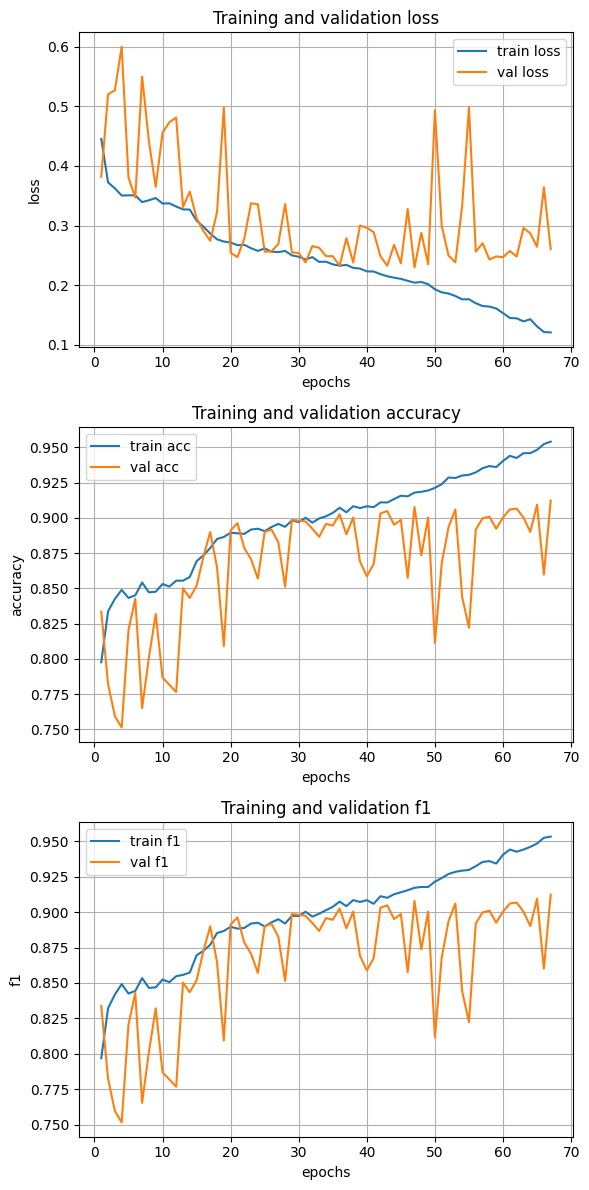 Training and validation loss
train loss
val loss
0.6
0.5
0.4
0.3
0.2
0.1
loss
0 10 20 30 40 50 60 70
epochs
Training and validation accuracy
train acc
val acc
0.950
0.925
0.900
0.875
0.850
0.825
0.800
0.775
0.750
accuracy
0 10 20 30 40 50 60 70
epochs
Training and validation f1
train f1
val f1
0.950
0.925
0.900
0.875
0.850
0.825
0.800
0.775
0.750
f1
0 10 20 30 40 50 60 70
epochs